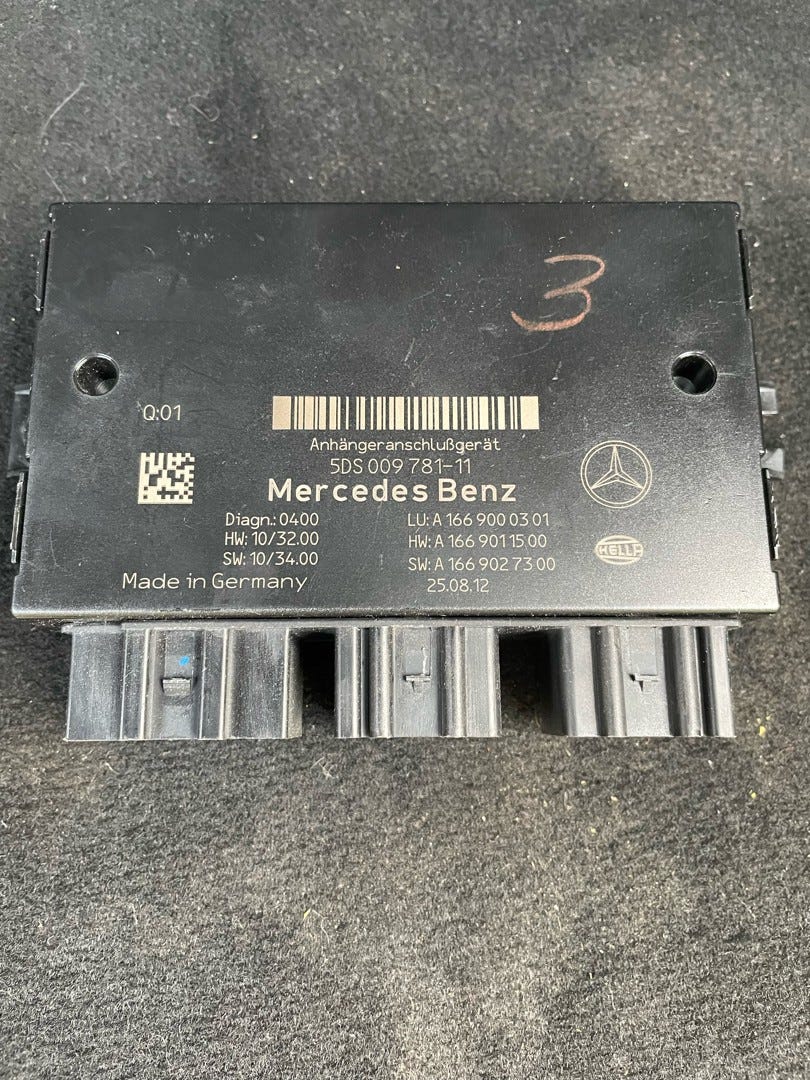 3
Q:01
Anhängeranschlußgerät
5DS 009 781-11
Mercedes Benz
Diagn.: 0400
HW: 10/32.00
SW: 10/34.00
LU: A 166 900 03 01
HW: A 166 901 15 00
SW: A 166 902 73 00
Made in Germany
25.08.12
HELLA